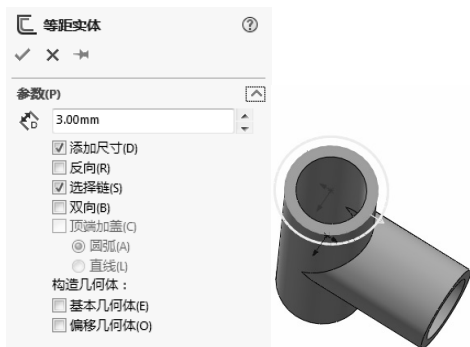 等距实体
参数(P)
3.00mm
添加尺寸(D)
反向(R)
选择链(S)
双向(B)
顶端加盖(C)
圆弧(A)
直线(L)
构造几何体：
基本几何体(E)
偏移几何体(O)